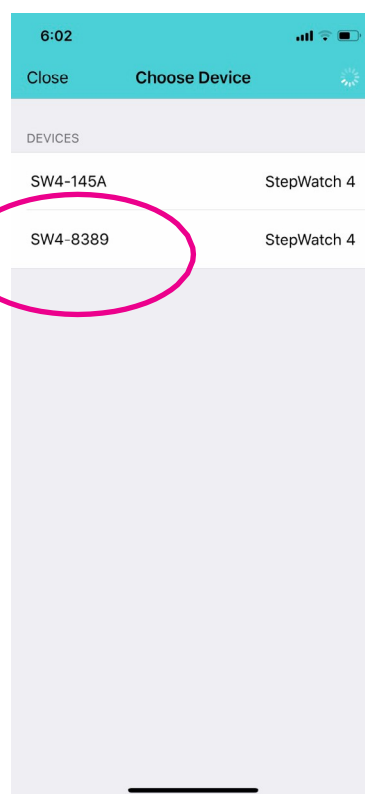 6:02
Close Choose Device
DEVICES
SW4-145A StepWatch 4
SW4-8389 StepWatch 4